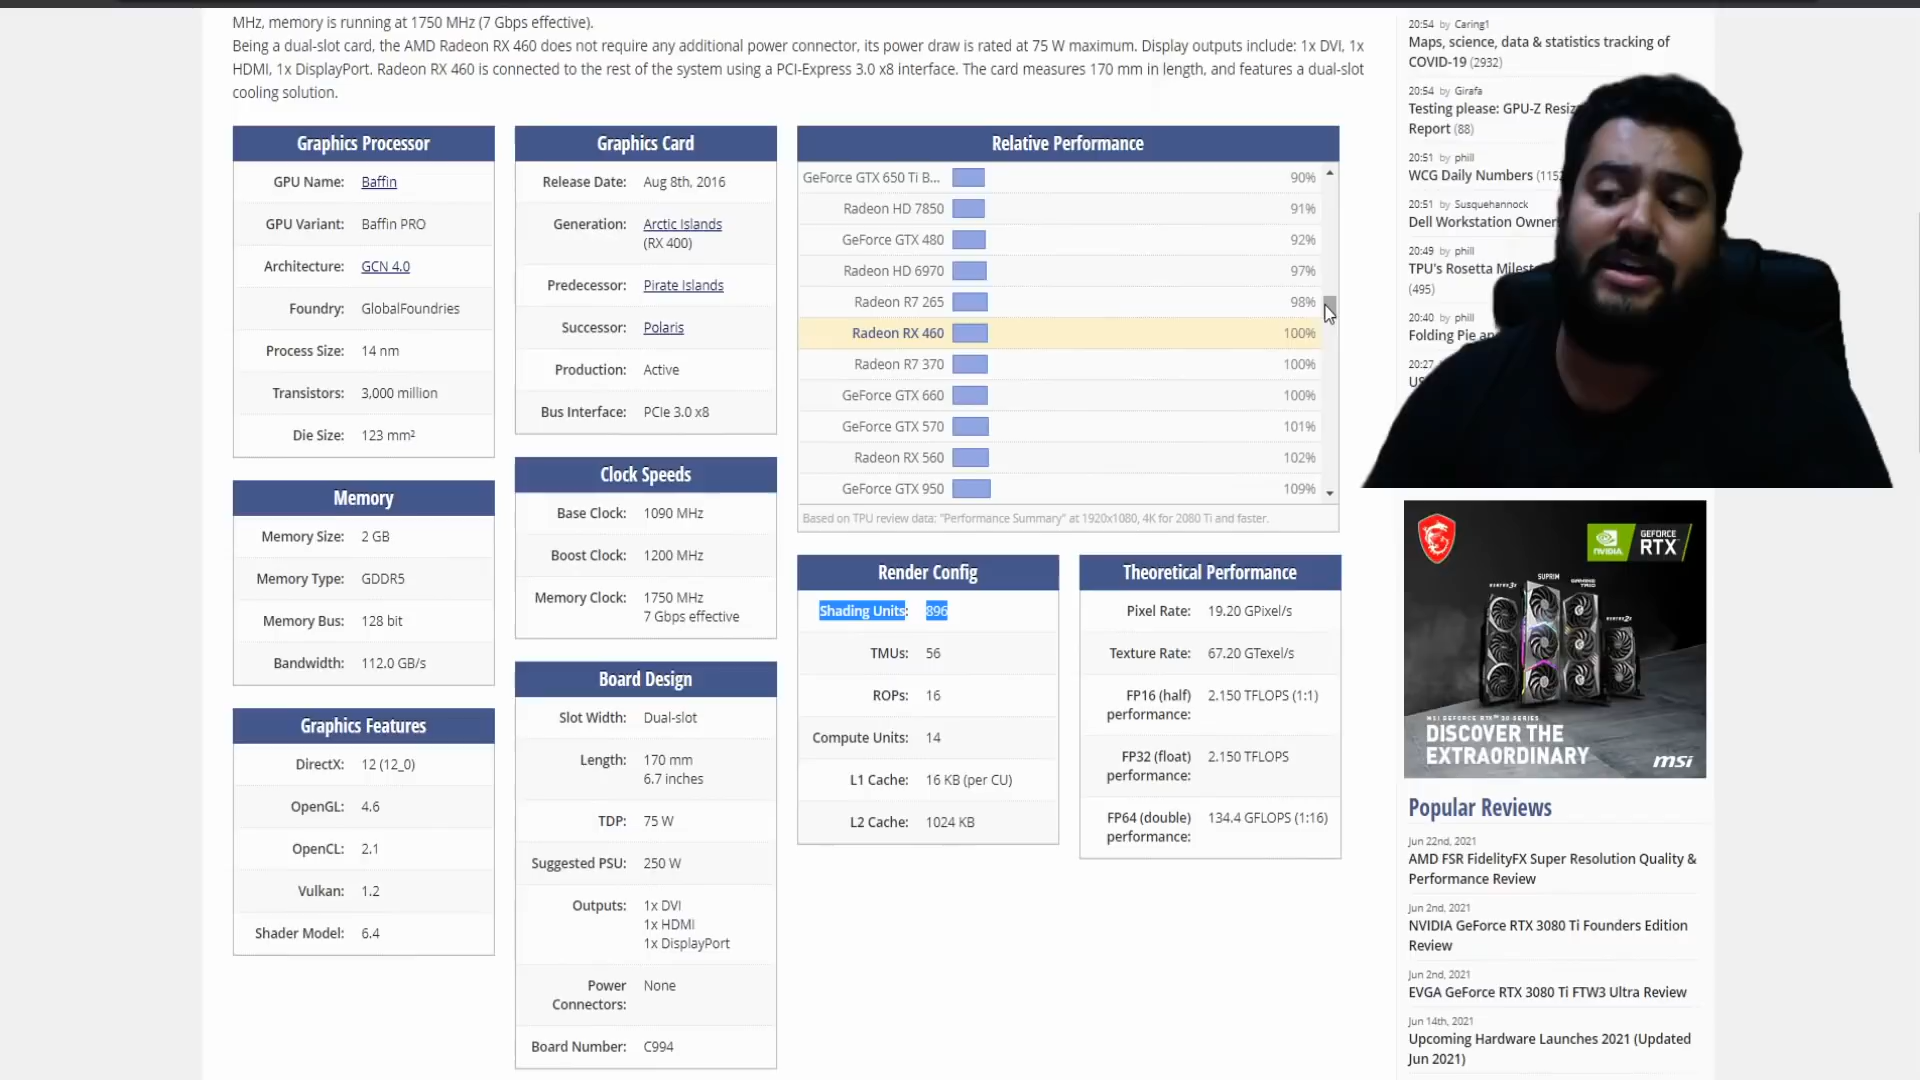 MHz, memory is running at 1750 MHz (7 Gbps effective).
Being a dual-slot card, the AMD Radeon RX 460 does not require any additional power connector, its power draw is rated at 75 W maximum. Display outputs include: 1x DVI, 1x
HDMI, 1x DisplayPort. Radeon RX 460 is connected to the rest of the system using a PCI-Express 3.0 x8 interface. The card measures 170 mm in length, and features a dual-slot
cooling solution.
Graphics Processor
GPU Name: Baffin
GPU Variant: Baffin PRO
Architecture: GCN 4.0
Foundry: GlobalFoundries
Process Size: 14 nm
Transistors: 3,000 million
Die Size: 123 mm²
Memory
Memory Size: 2 GB
Memory Type: GDDR5
Memory Bus: 128 bit
Bandwidth: 112.0 GB/s
Graphics Features
DirectX: 12 (12_0)
OpenGL: 4.6
OpenCL: 2.1
Vulkan: 1.2
Shader Model: 6.4
Graphics Card
Release Date: Aug 8th, 2016
Generation: Arctic Islands
(RX 400)
Predecessor: Pirate Islands
Successor: Polaris
Production: Active
Bus Interface: PCIe 3.0 x8
Clock Speeds
Base Clock: 1090 MHz
Boost Clock: 1200 MHz
Memory Clock: 1750 MHz
7 Gbps effective
Board Design
Slot Width: Dual-slot
Length: 170 mm
6.7 inches
TDP: 75 W
Suggested PSU: 250 W
Outputs: 1x DVI
1x HDMI
1x DisplayPort
Power Connectors: None
Board Number: C994
Relative Performance
GeForce GTX 650 Ti B... 90%
Radeon HD 7850 91%
GeForce GTX 480 92%
Radeon HD 6970 97%
Radeon R7 265 98%
Radeon RX 460 100%
Radeon R7 370 100%
GeForce GTX 660 100%
GeForce GTX 570 101%
Radeon RX 560 102%
GeForce GTX 950 109%
Based on TPU review data: "Performance Summary" at 1920x1080, 4K for 2080 Ti and faster.
Render Config
Shading Units: 896
TMUs: 56
ROPs: 16
Compute Units: 14
L1 Cache: 16 KB (per CU)
L2 Cache: 1024 KB
Theoretical Performance
Pixel Rate: 19.20 GPixel/s
Texture Rate: 67.20 GTexel/s
FP16 (half) performance: 2.150 TFLOPS (1:1)
FP32 (float) performance: 2.150 TFLOPS
FP64 (double) performance: 134.4 GFLOPS (1:16)
20:54 by Caring1
Maps, science, data & statistics tracking of
COVID-19 (2932)
20:54 by Girafa
Testing please: GPU-Z Resiz
Report (88)
20:51 by phill
WCG Daily Numbers (1152
20:51 by Susquehannock
Dell Workstation Owner
20:49 by phill
TPU's Rosetta Milest
(495)
20:40 by phill
Folding Pie an
20:27
US
NVIDIA GEFORCE RTX
SUPRIM
GAMING TRIO
VENTUS 3X
VENTUS 2X
MSI GEFORCE RTX™ 30 SERIES
DISCOVER THE
EXTRAORDINARY
msi
Popular Reviews
Jun 22nd, 2021
AMD FSR FidelityFX Super Resolution Quality &
Performance Review
Jun 2nd, 2021
NVIDIA GeForce RTX 3080 Ti Founders Edition
Review
Jun 2nd, 2021
EVGA GeForce RTX 3080 Ti FTW3 Ultra Review
Jun 14th, 2021
Upcoming Hardware Launches 2021 (Updated
Jun 2021)